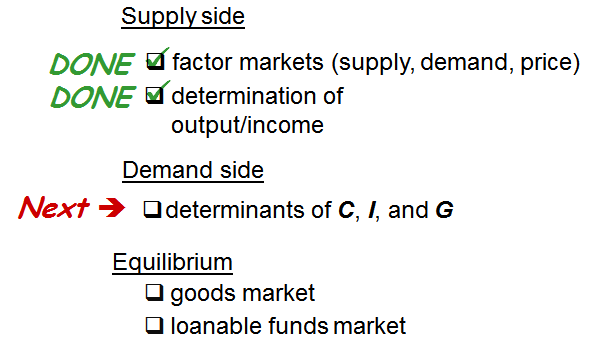 Supply side
DONE ❑ factor markets (supply, demand, price)
DONE ❑ determination of
output/income
Demand side
Next ➔ ❑ determinants of C, I, and G
Equilibrium
❑ goods market
❑ loanable funds market